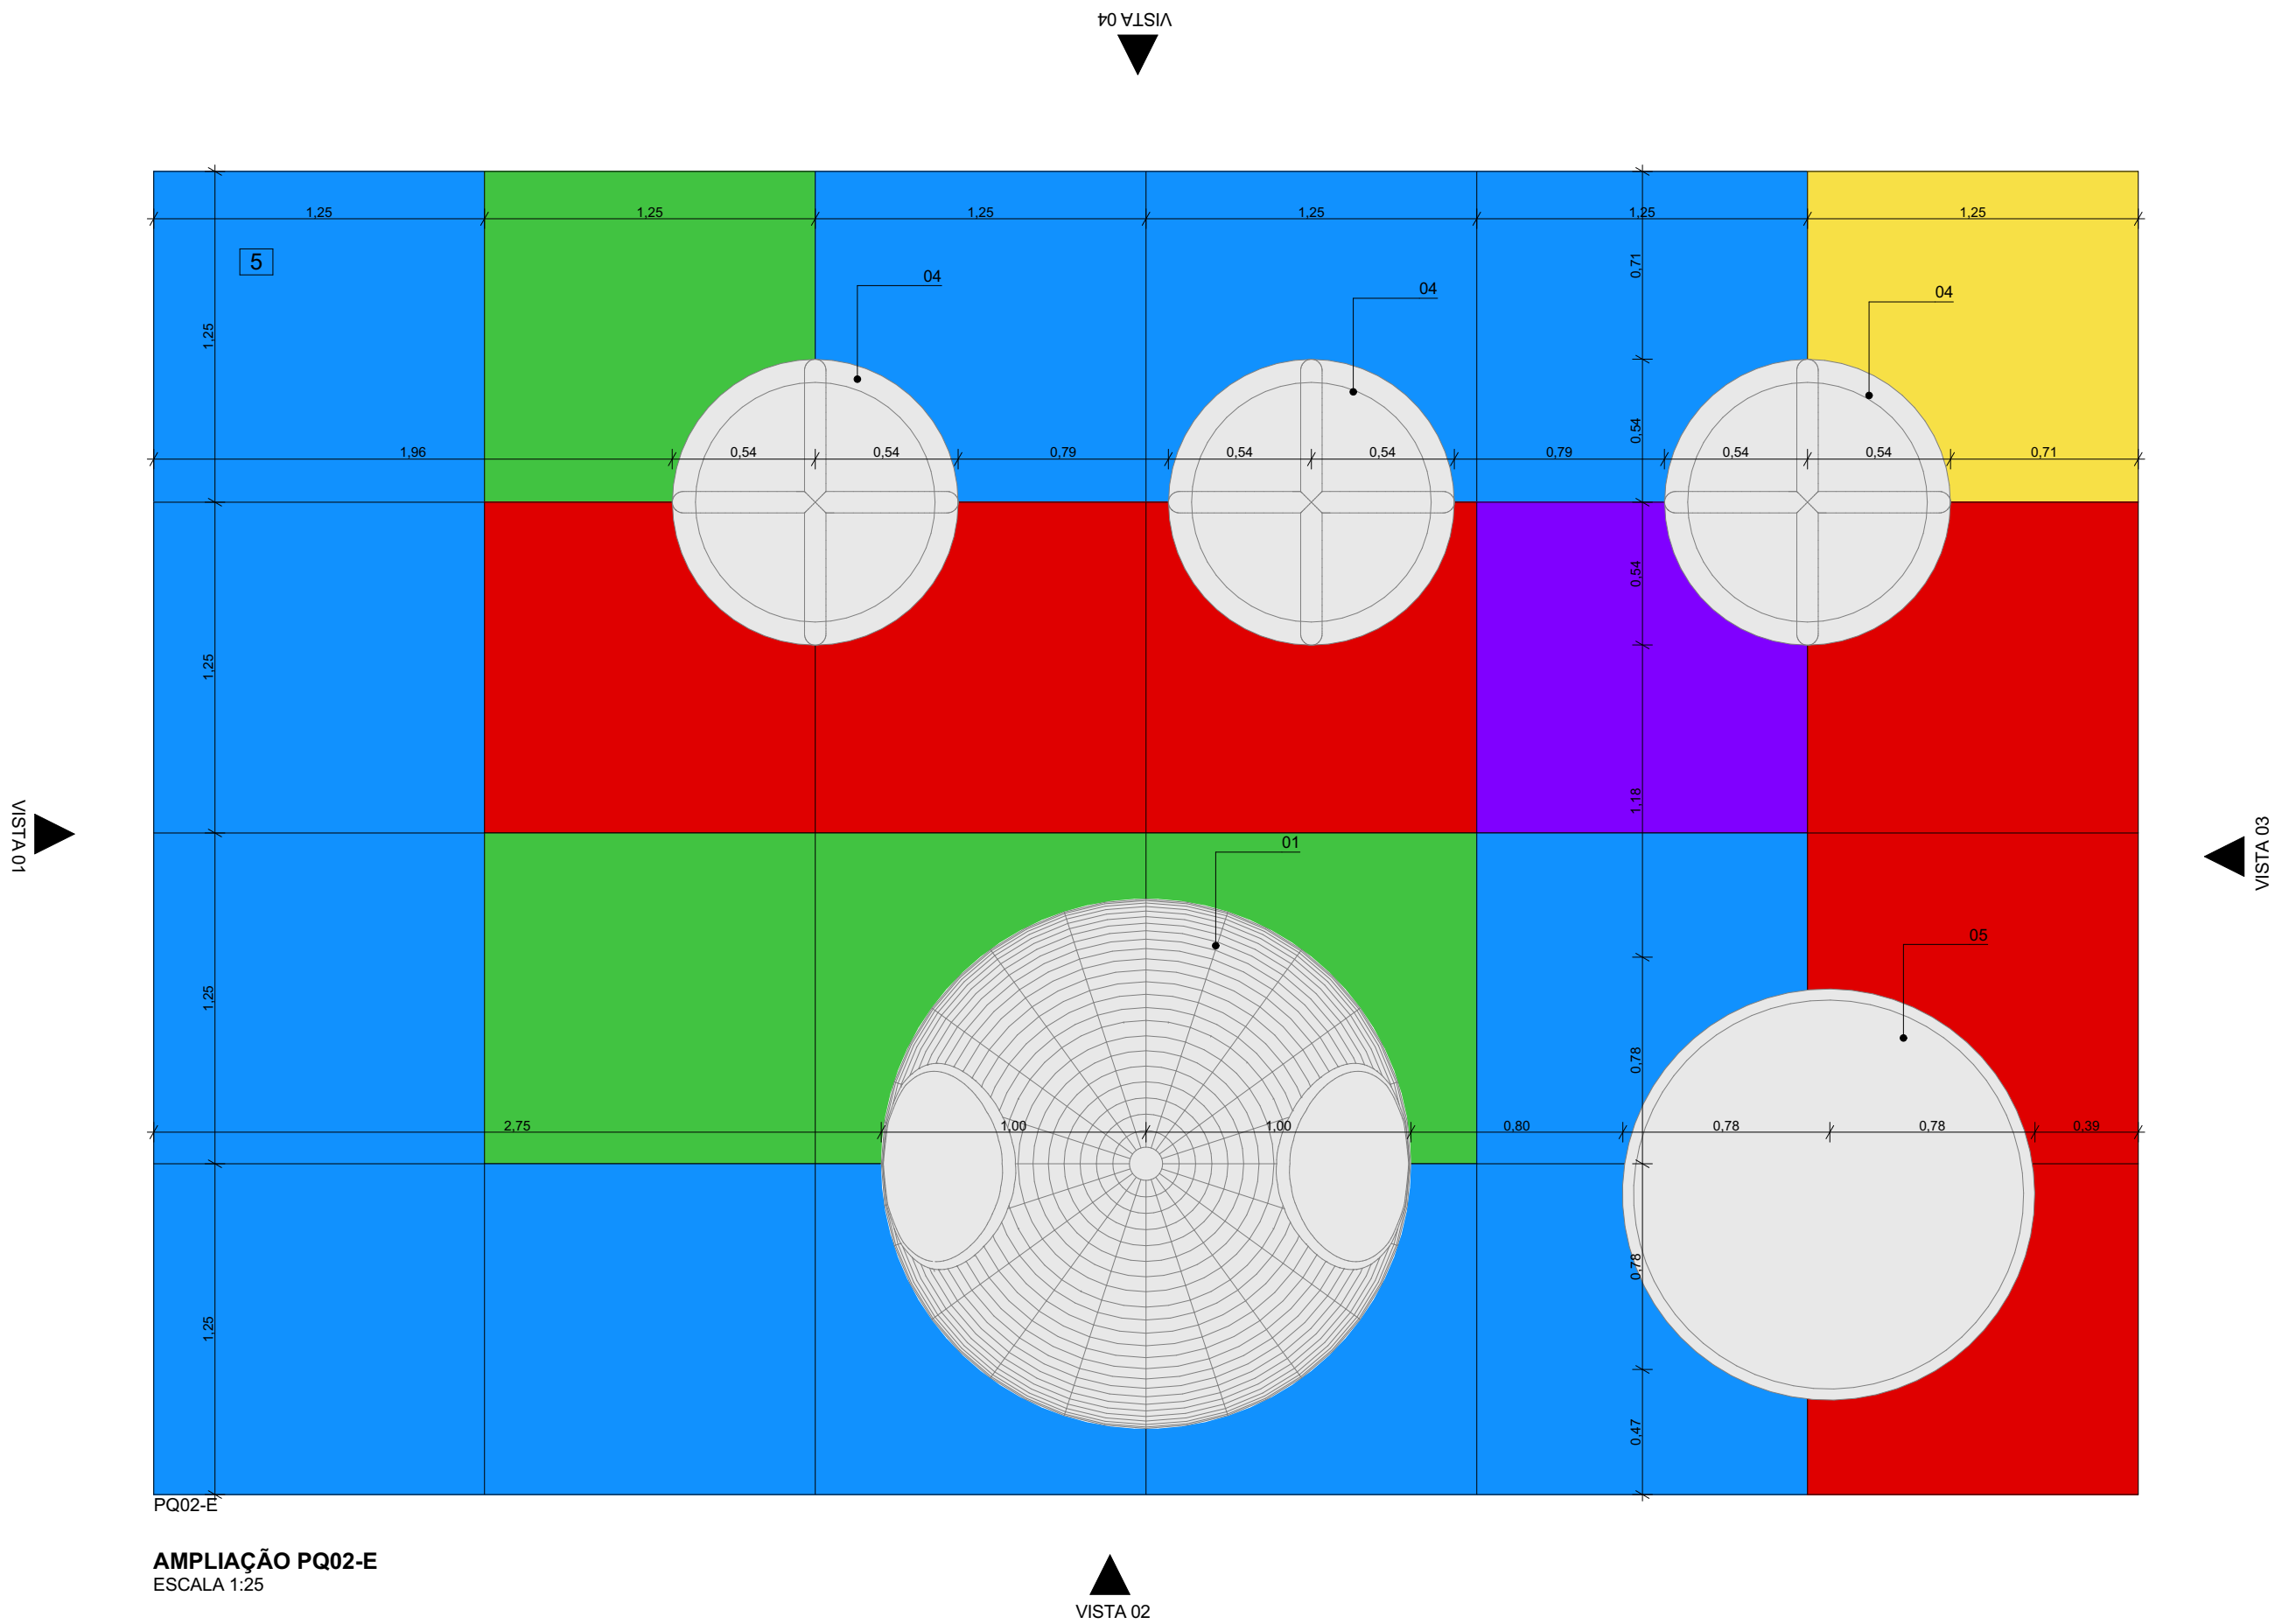 VISTA 04
1,25 1,25 1,25 1,25 1,25 1,25
5
0,71
04
04
04
1,25
0,54
1,96 0,54 0,54 0,79 0,54 0,54 0,79 0,54 0,54 0,71
0,54
1,25
1,18
VISTA 01
VISTA 03
01
05
1,25
0,78
2,75 1,00 1,00 0,80 0,78 0,78 0,39
0,78
1,25
0,47
PQ02-E
AMPLIAÇÃO PQ02-E
ESCALA 1:25
VISTA 02